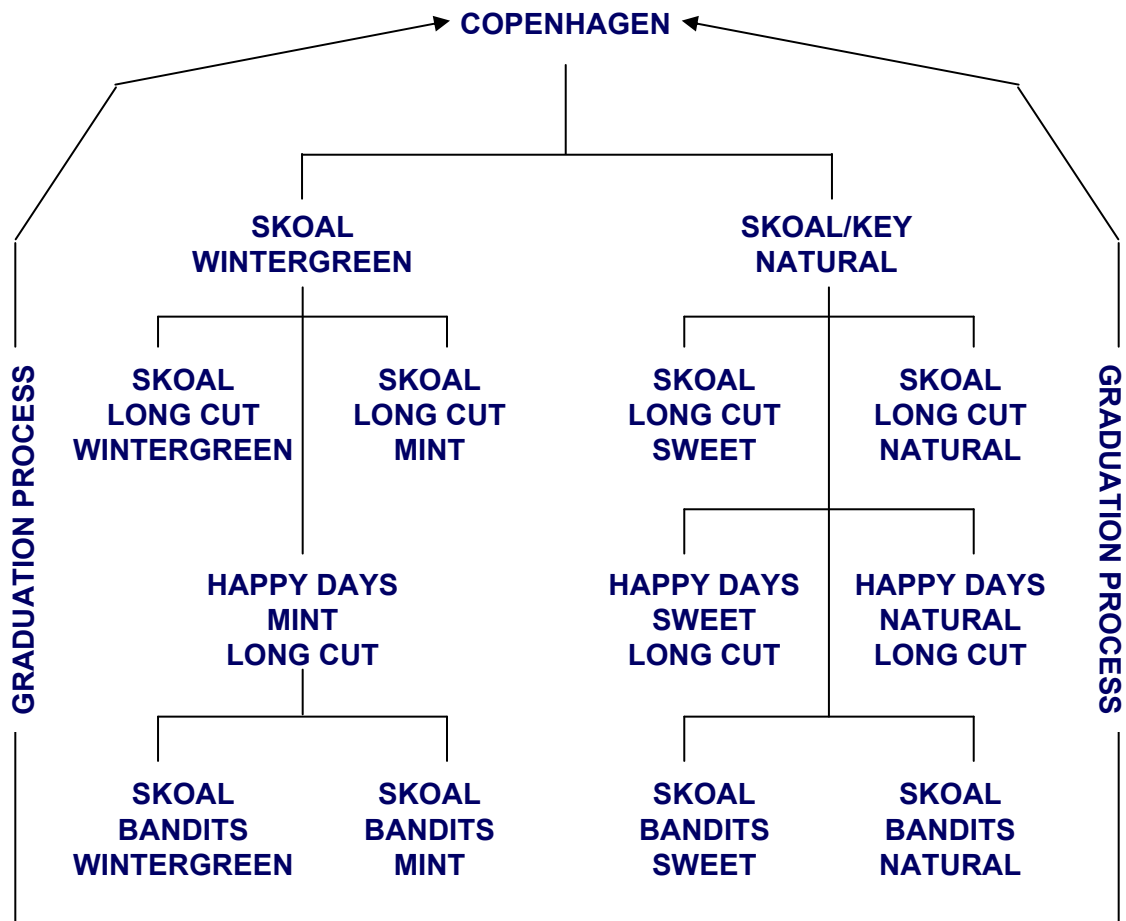 COPENHAGEN
SKOAL
WINTERGREEN
SKOAL/KEY
NATURAL
GRADUATION PROCESS
SKOAL
LONG CUT
WINTERGREEN
SKOAL
LONG CUT
MINT
SKOAL
LONG CUT
SWEET
SKOAL
LONG CUT
NATURAL
GRADUATION PROCESS
HAPPY DAYS
MINT
LONG CUT
HAPPY DAYS
SWEET
LONG CUT
HAPPY DAYS
NATURAL
LONG CUT
SKOAL
BANDITS
WINTERGREEN
SKOAL
BANDITS
MINT
SKOAL
BANDITS
SWEET
SKOAL
BANDITS
NATURAL